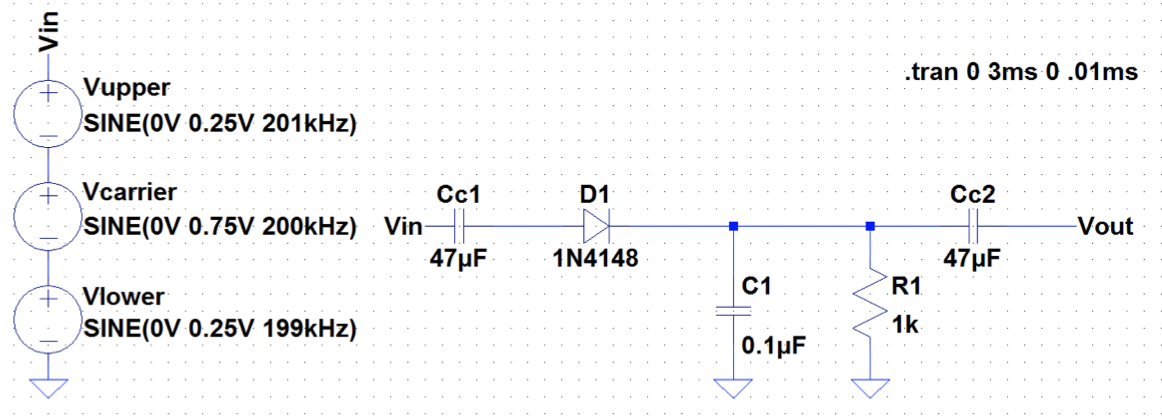 Vin
Vupper
SINE(0V 0.25V 201kHz)
Vcarrier
SINE(0V 0.75V 200kHz)
Vlower
SINE(0V 0.25V 199kHz)
.tran 0 3ms 0 .01ms
Vin
Cc1
47µF
D1
1N4148
C1
0.1µF
R1
1k
Cc2
47µF
Vout